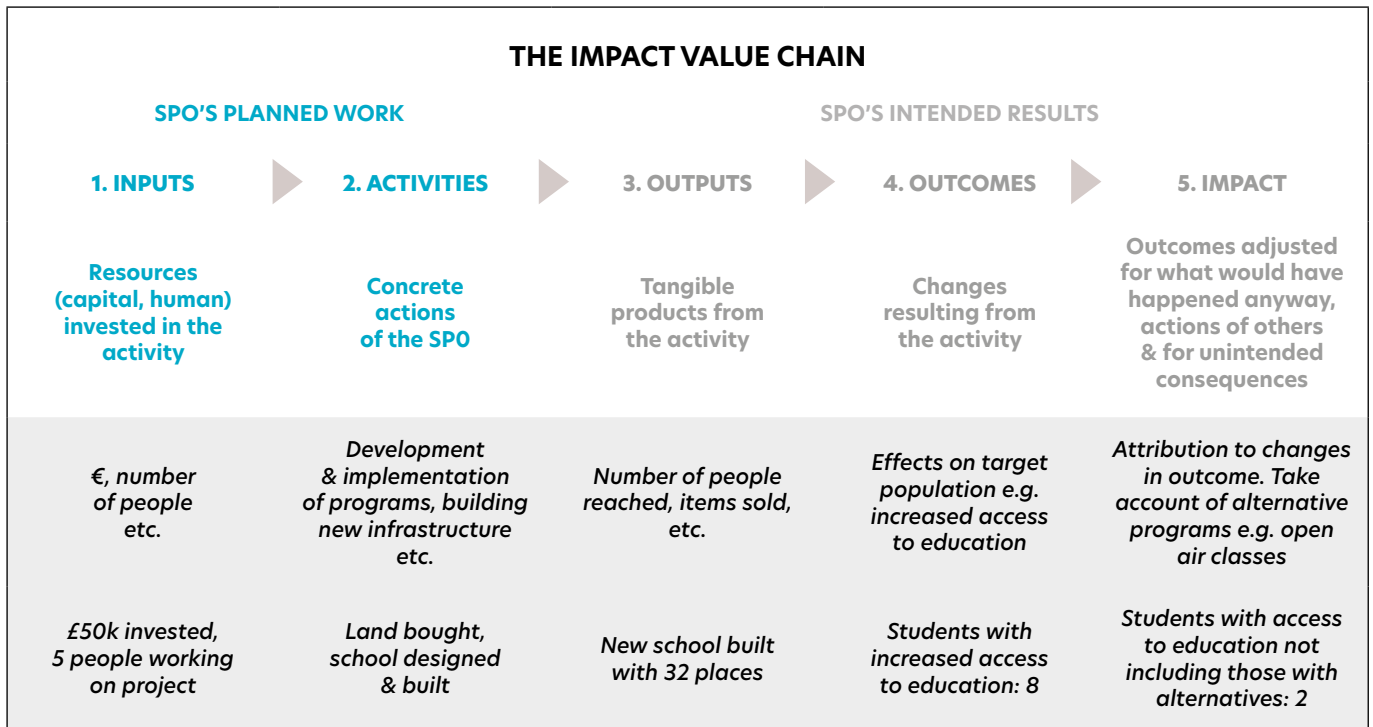 THE IMPACT VALUE CHAIN
SPO'S PLANNED WORK
SPO'S INTENDED RESULTS
1. INPUTS
2. ACTIVITIES
3. OUTPUTS
4. OUTCOMES
5. IMPACT
Resources
(capital, human)
invested in the
activity
Concrete
actions
of the SP0
Tangible
products from
the activity
Changes
resulting from
the activity
Outcomes adjusted
for what would have
happened anyway,
actions of others
& for unintended
consequences
€, number
of people
etc.
Development
& implementation
of programs, building
new infrastructure
etc.
Number of people
reached, items sold,
etc.
Effects on target
population e.g.
increased access
to education
Attribution to changes
in outcome. Take
account of alternative
programs e.g. open
air classes
£50k invested,
5 people working
on project
Land bought,
school designed
& built
New school built
with 32 places
Students with
increased access
to education: 8
Students with access
to education not
including those with
alternatives: 2